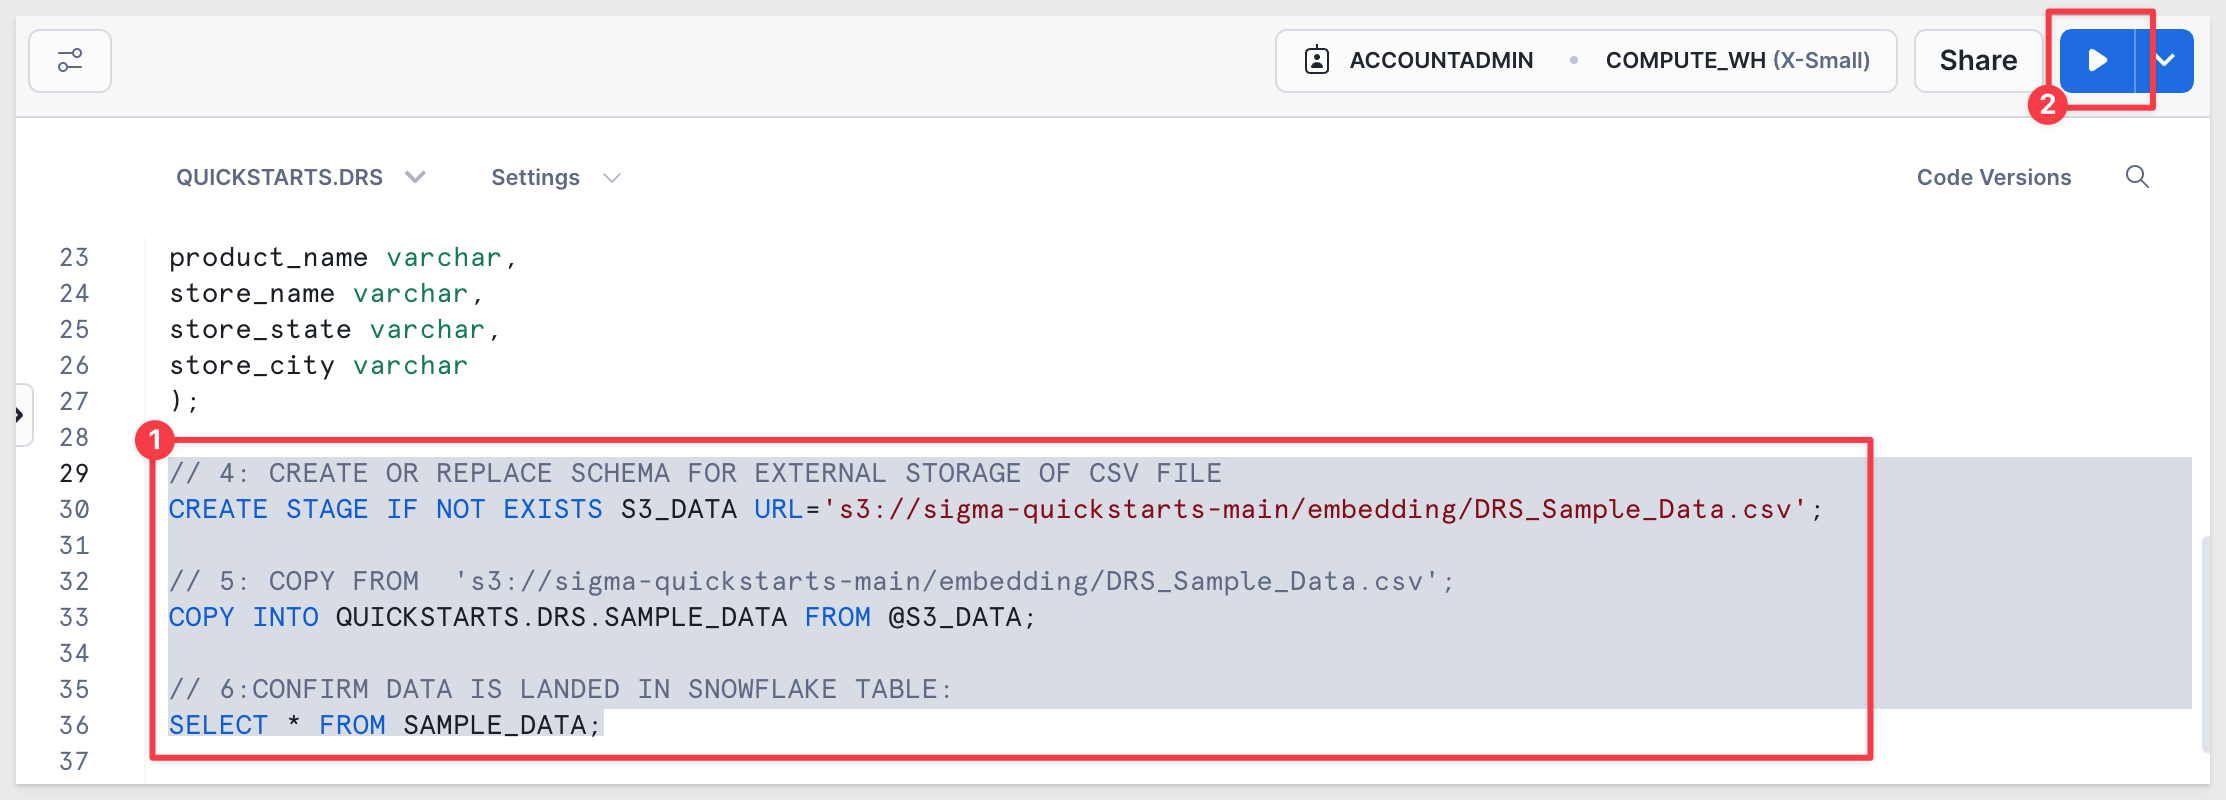 ACCOUNTADMIN • COMPUTE_WH (X-Small)
Share
2
QUICKSTARTS.DRS Settings Code Versions
23 product_name varchar,
24 store_name varchar,
25 store_state varchar,
26 store_city varchar
27 );
28
1
29 // 4: CREATE OR REPLACE SCHEMA FOR EXTERNAL STORAGE OF CSV FILE
30 CREATE STAGE IF NOT EXISTS S3_DATA URL='s3://sigma-quickstarts-main/embedding/DRS_Sample_Data.csv';
31
32 // 5: COPY FROM  's3://sigma-quickstarts-main/embedding/DRS_Sample_Data.csv';
33 COPY INTO QUICKSTARTS.DRS.SAMPLE_DATA FROM @S3_DATA;
34
35 // 6:CONFIRM DATA IS LANDED IN SNOWFLAKE TABLE:
36 SELECT * FROM SAMPLE_DATA;
37